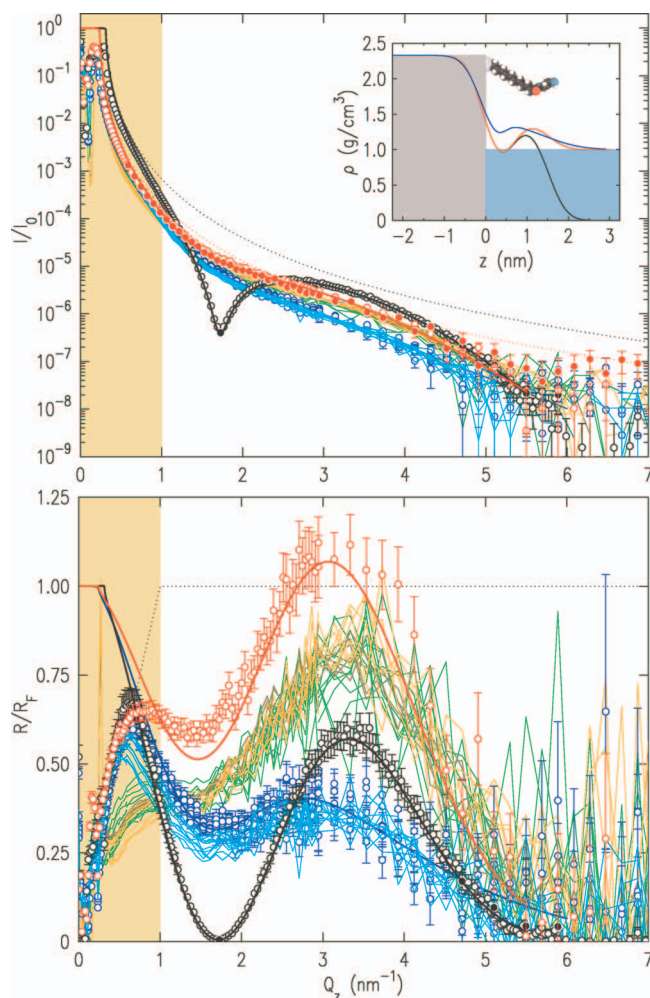 10⁰
10⁻¹
10⁻²
10⁻³
10⁻⁴
10⁻⁵
10⁻⁶
10⁻⁷
10⁻⁸
10⁻⁹
I/I₀
0 1 2 3 4 5 6 7
2.5
2.0
1.5
1.0
0.5
0
ρ (g/cm³)
−2 −1 0 1 2 3
z (nm)
1.25
1.00
0.75
0.50
0.25
0
R/R_F
0 1 2 3 4 5 6 7
Q_z (nm⁻¹)